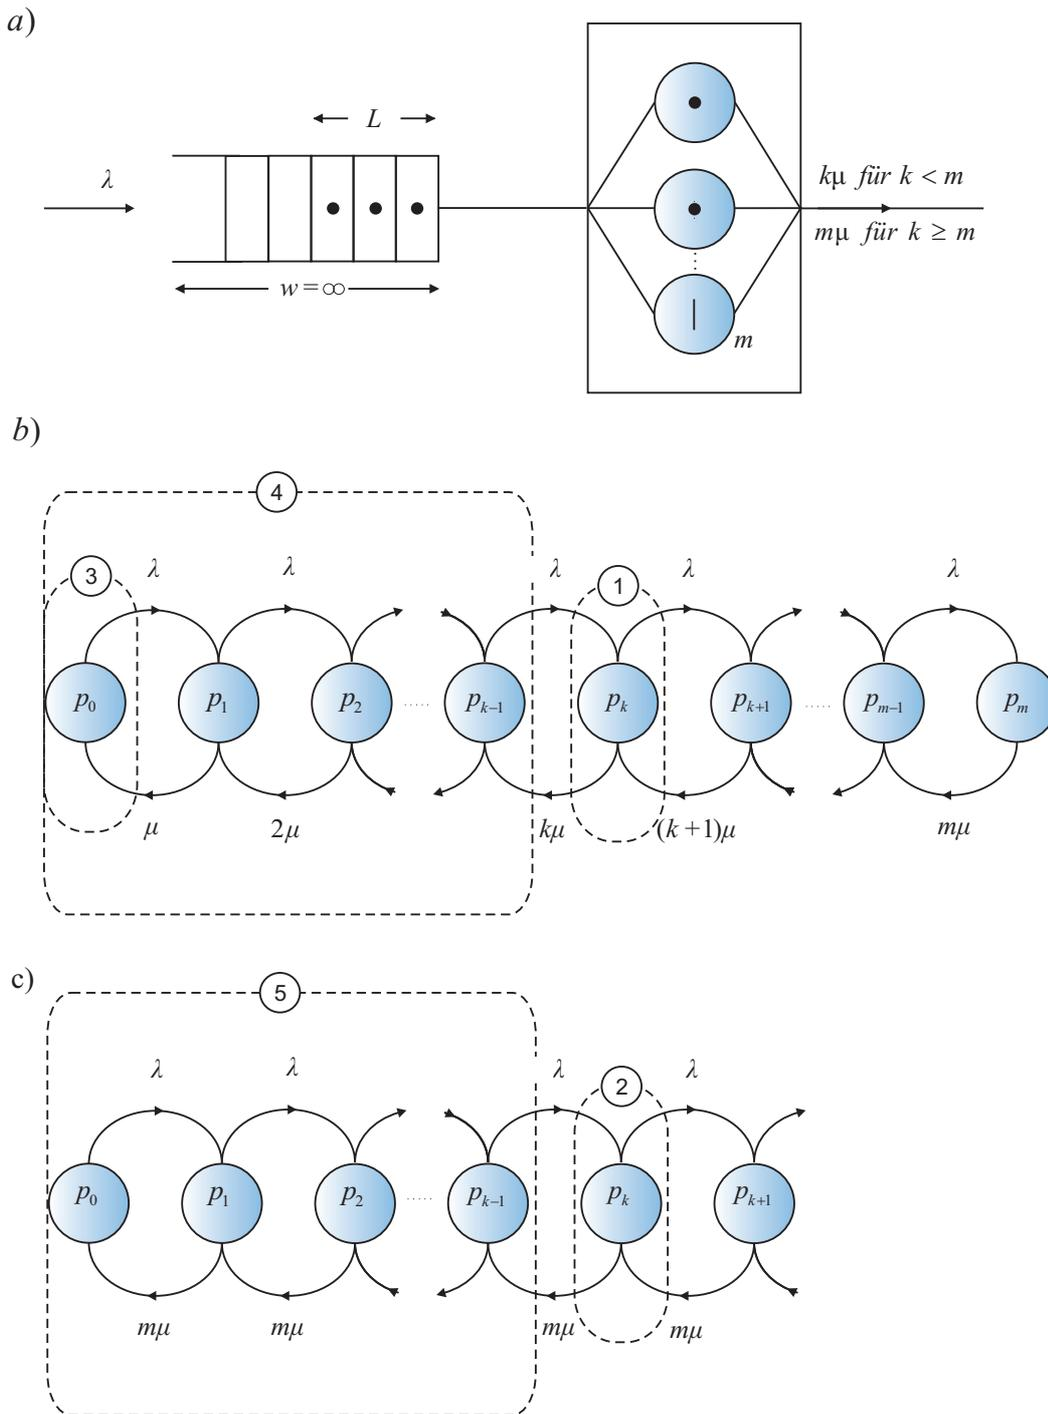 a)
L
λ
kμ für k < m
mμ für k ≥ m
w = ∞
m
b)
4
3 λ λ λ 1 λ λ
p₀ p₁ p₂ ..... pₖ₋₁ pₖ pₖ₊₁ ..... pₘ₋₁ pₘ
μ 2μ kμ (k+1)μ mμ
c)
5
λ λ λ 2 λ
p₀ p₁ p₂ ..... pₖ₋₁ pₖ pₖ₊₁
mμ mμ mμ mμ